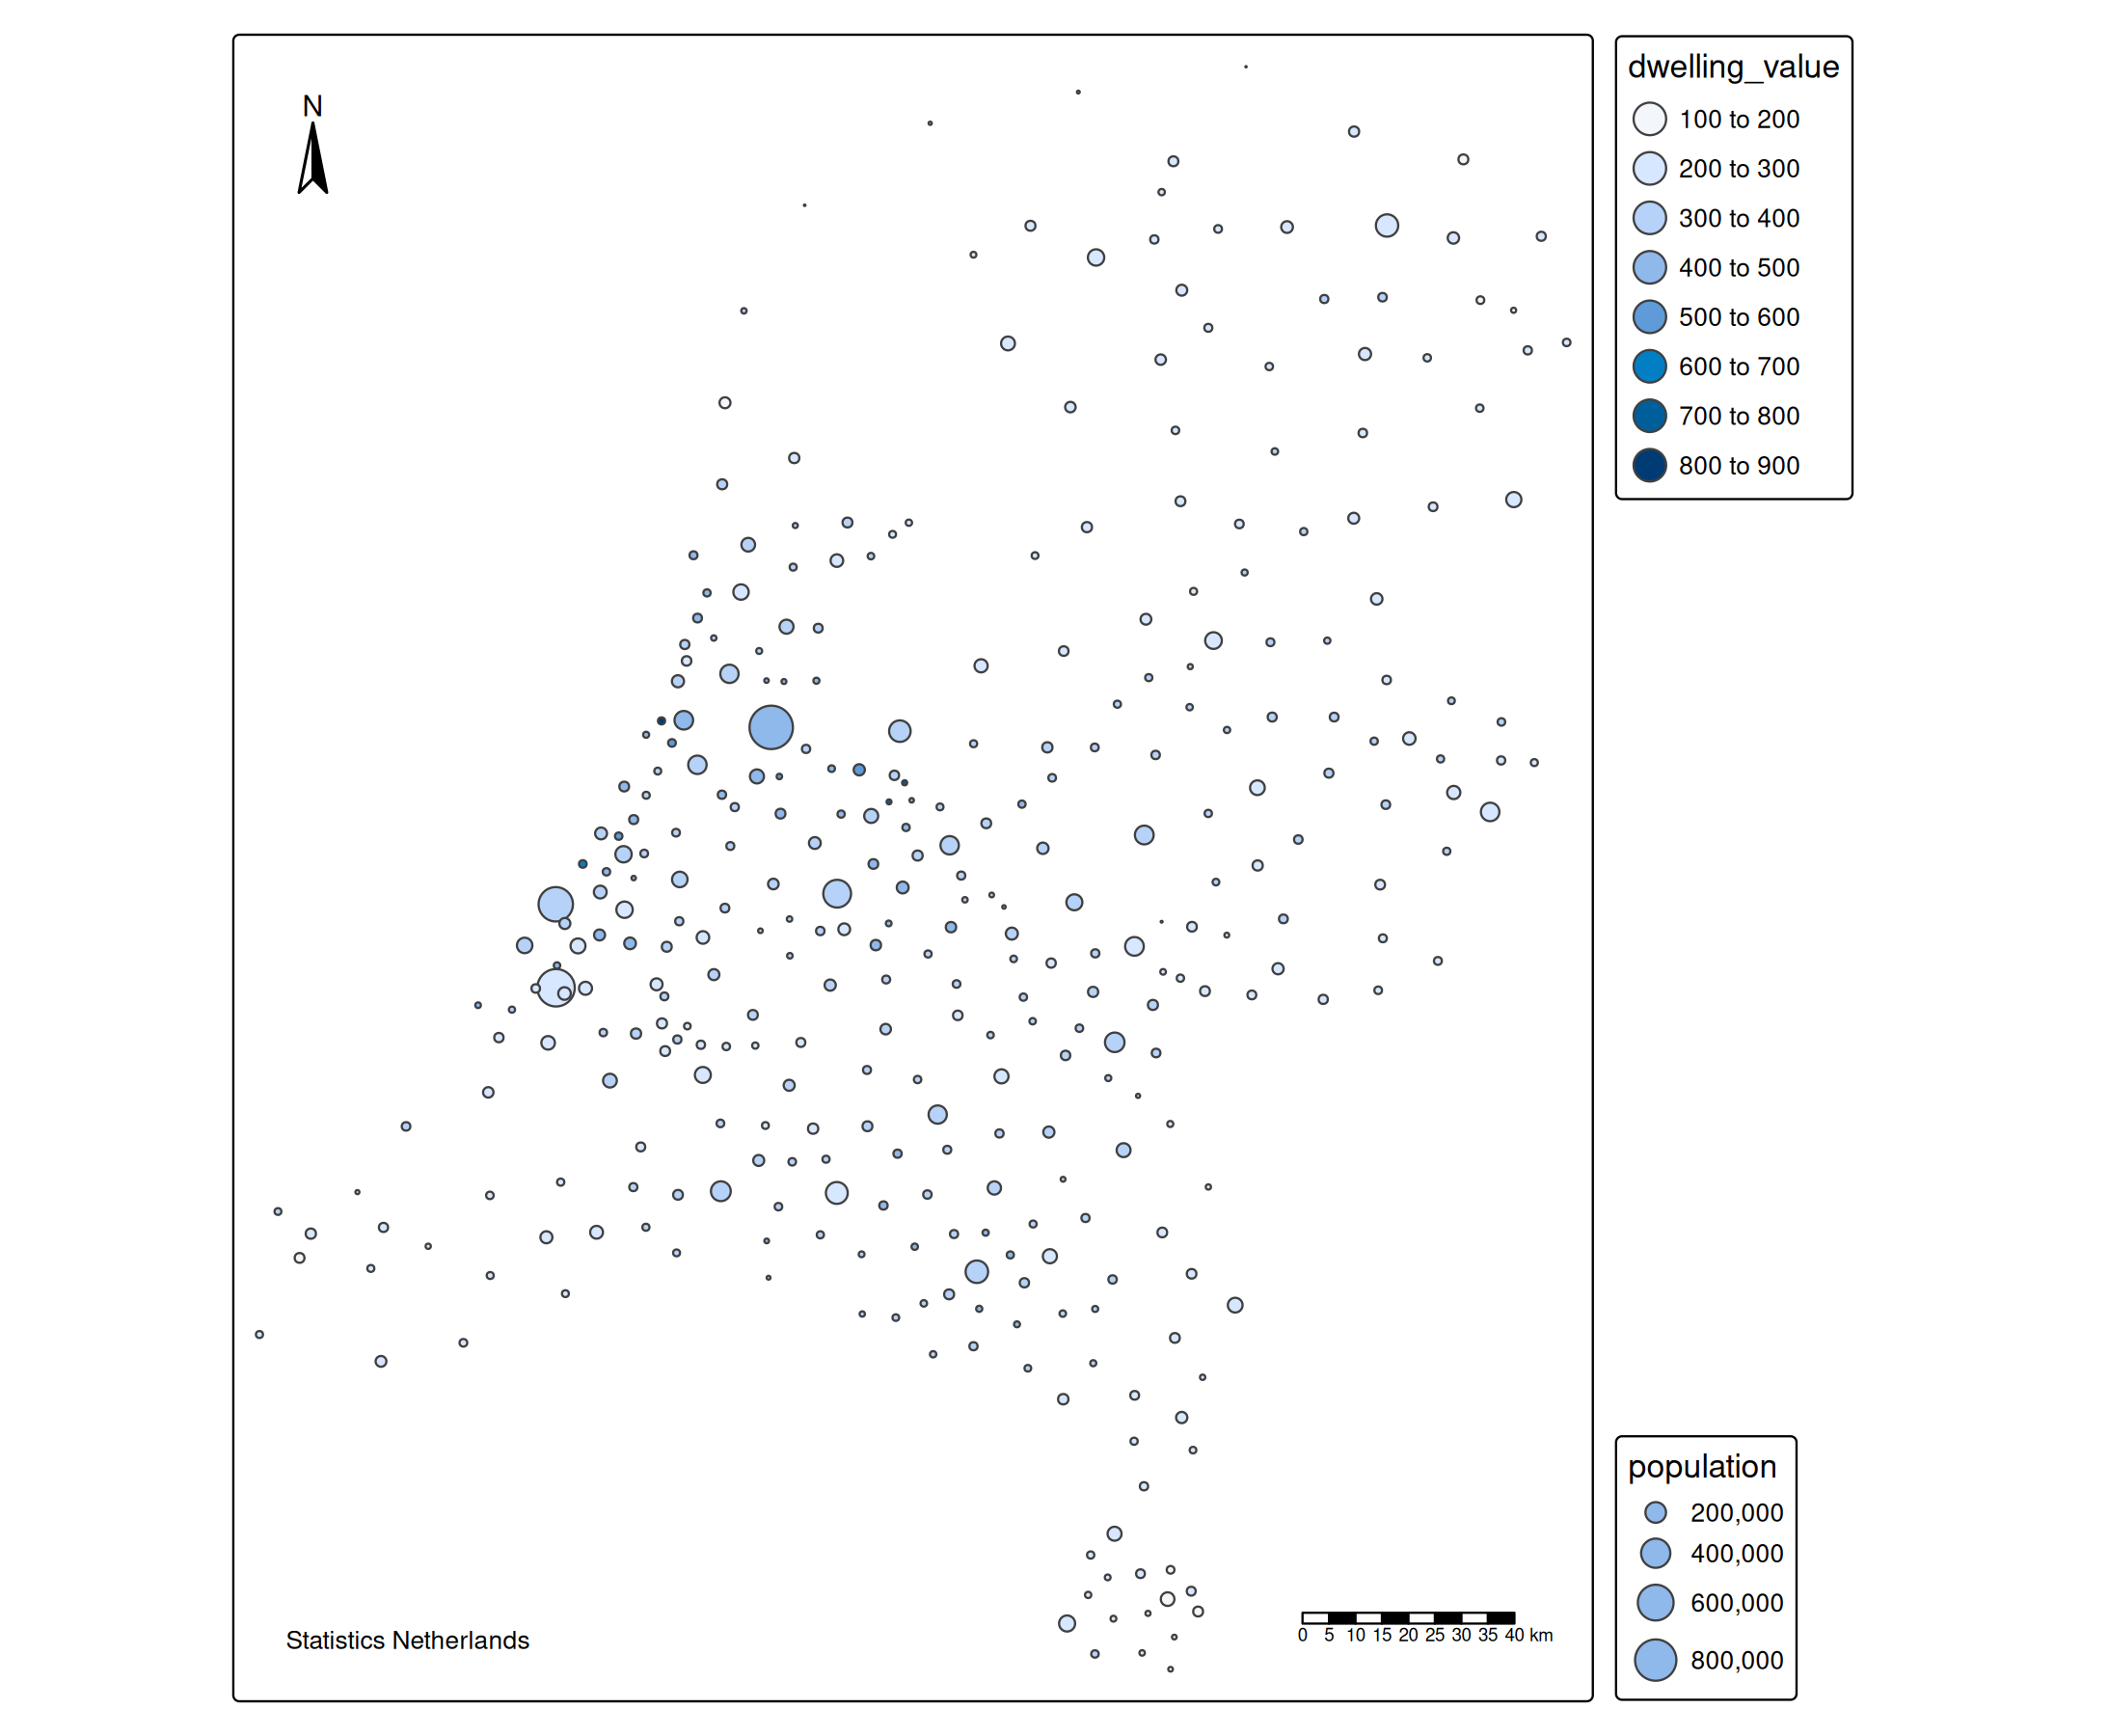 N
dwelling_value
100 to 200
200 to 300
300 to 400
400 to 500
500 to 600
600 to 700
700 to 800
800 to 900
population
200,000
400,000
600,000
800,000
Statistics Netherlands
0 5 10 15 20 25 30 35 40 km